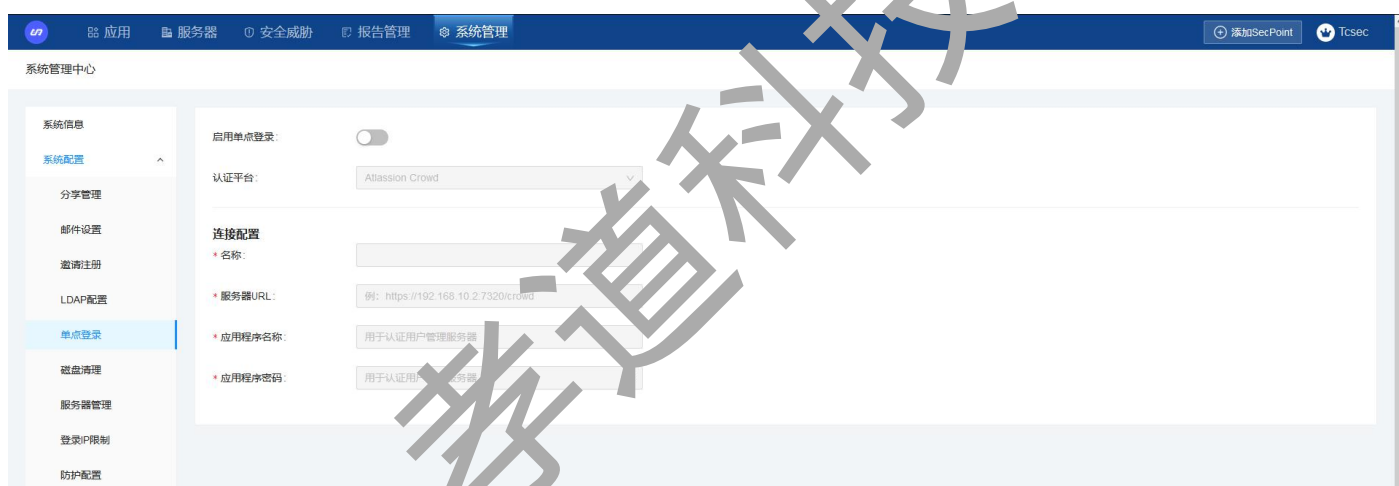 应用 服务器 安全威胁 报告管理 系统管理 添加SecPoint Tcsec
系统管理中心
系统信息
启用单点登录:
系统配置
认证平台: Atlassion Crowd
分享管理
邮件设置
连接配置
* 名称:
邀请注册
LDAP配置
* 服务器URL: 例: https://192.168.10.2:7320/crowd
单点登录
* 应用程序名称: 用于认证用户管理服务器
磁盘清理
* 应用程序密码: 用于认证用 服务器
服务器管理
登录IP限制
防护配置
孝道科技